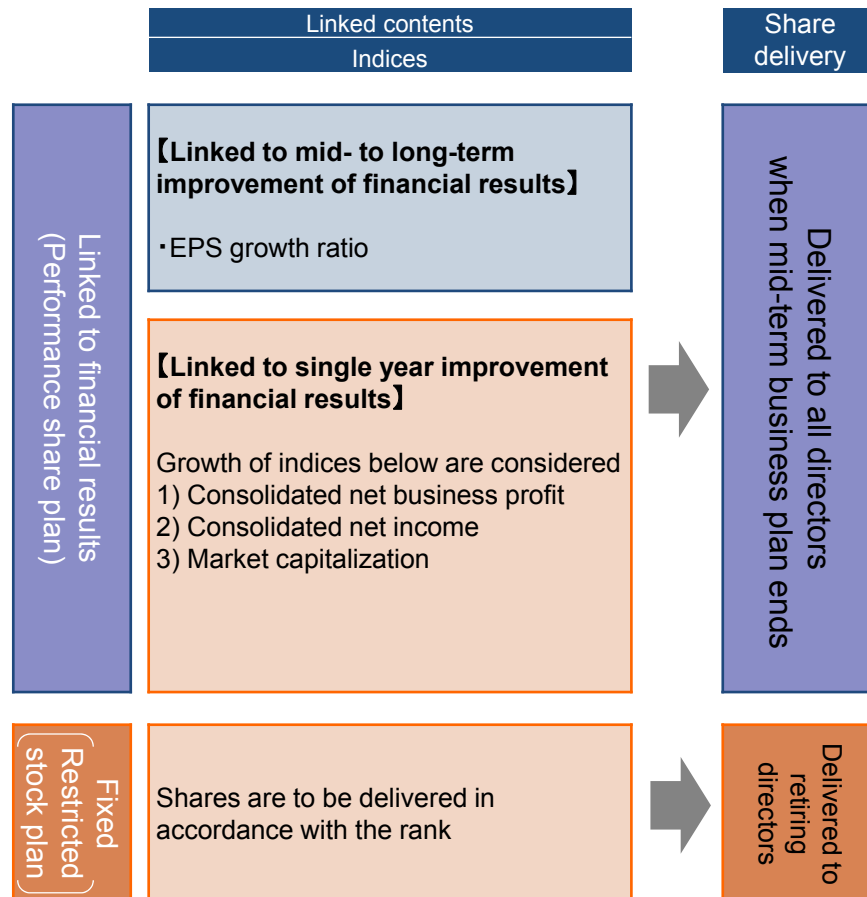 Linked contents
Indices
Share
delivery
Linked to financial results
(Performance share plan)
【Linked to mid- to long-term
improvement of financial results】
・EPS growth ratio
【Linked to single year improvement
of financial results】
Growth of indices below are considered
1) Consolidated net business profit
2) Consolidated net income
3) Market capitalization
Delivered to all directors
when mid-term business plan ends
Fixed
(Restricted
stock plan)
Shares are to be delivered in
accordance with the rank
Delivered to
retiring
directors